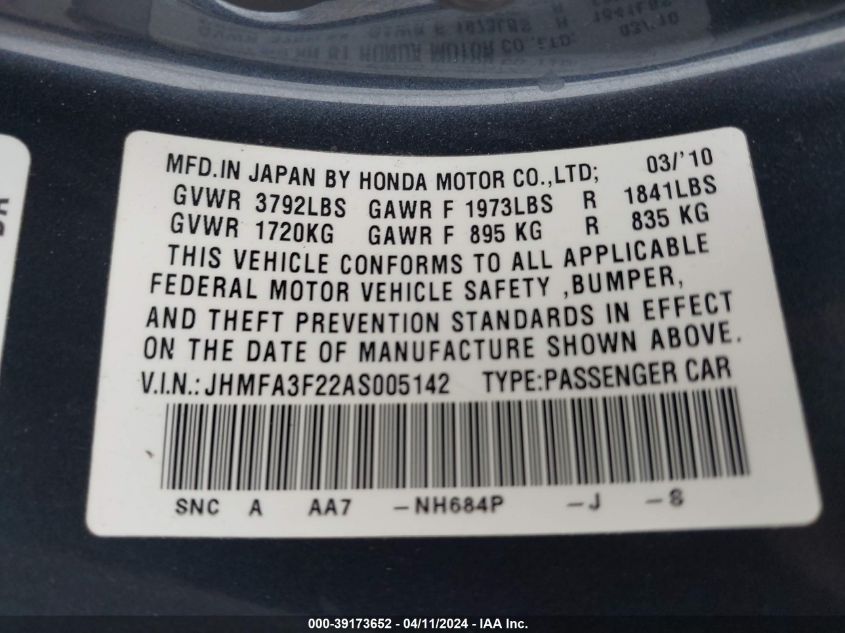 MFD.IN JAPAN BY HONDA MOTOR CO.,LTD; 03/'10
GVWR 3792LBS GAWR F 1973LBS R 1841LBS
GVWR 1720KG GAWR F 895 KG R 835 KG
THIS VEHICLE CONFORMS TO ALL APPLICABLE
FEDERAL MOTOR VEHICLE SAFETY ,BUMPER,
AND THEFT PREVENTION STANDARDS IN EFFECT
ON THE DATE OF MANUFACTURE SHOWN ABOVE.
V.I.N.: JHMFA3F22AS005142 TYPE:PASSENGER CAR
SNC A AA7 -NH684P -J -8
000-39173652 - 04/11/2024 - IAA Inc.